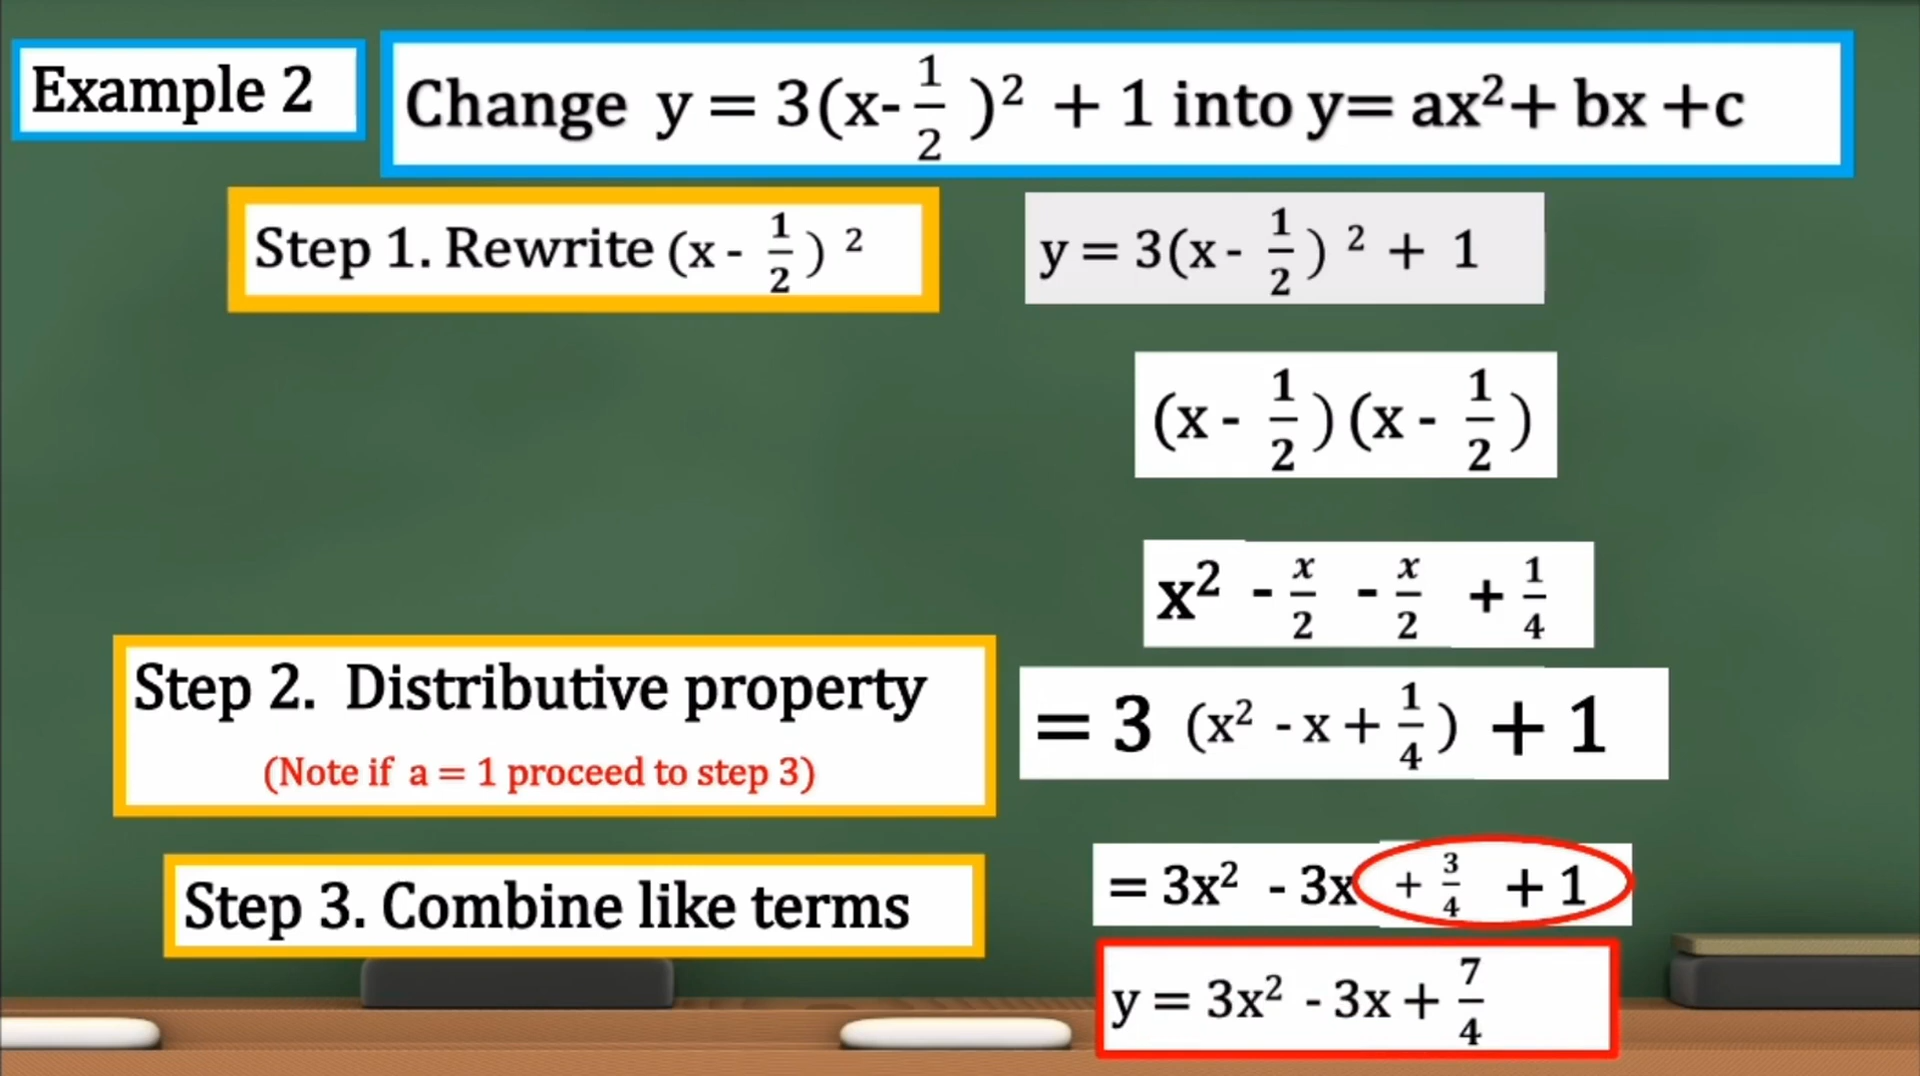 Example 2
Change y = 3(x- 1/2 )² + 1 into y= ax²+ bx +c
Step 1. Rewrite (x - 1/2 ) ²
y = 3(x - 1/2 ) ² + 1
(x - 1/2 ) (x - 1/2 )
x² - x/2 - x/2 + 1/4
Step 2. Distributive property
(Note if a = 1 proceed to step 3)
= 3 (x² - x + 1/4 ) + 1
Step 3. Combine like terms
= 3x² - 3x + 3/4 + 1
y = 3x² - 3x + 7/4